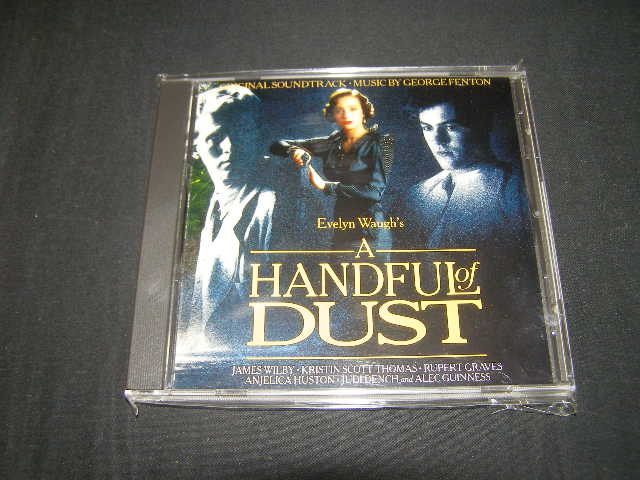 ORIGINAL SOUNDTRACK · MUSIC BY GEORGE FENTON
Evelyn Waugh's
A
HANDFUL of
DUST
JAMES WILBY · KRISTIN SCOTT THOMAS · RUPERT GRAVES
ANJELICA HUSTON · JUDI DENCH and ALEC GUINNESS